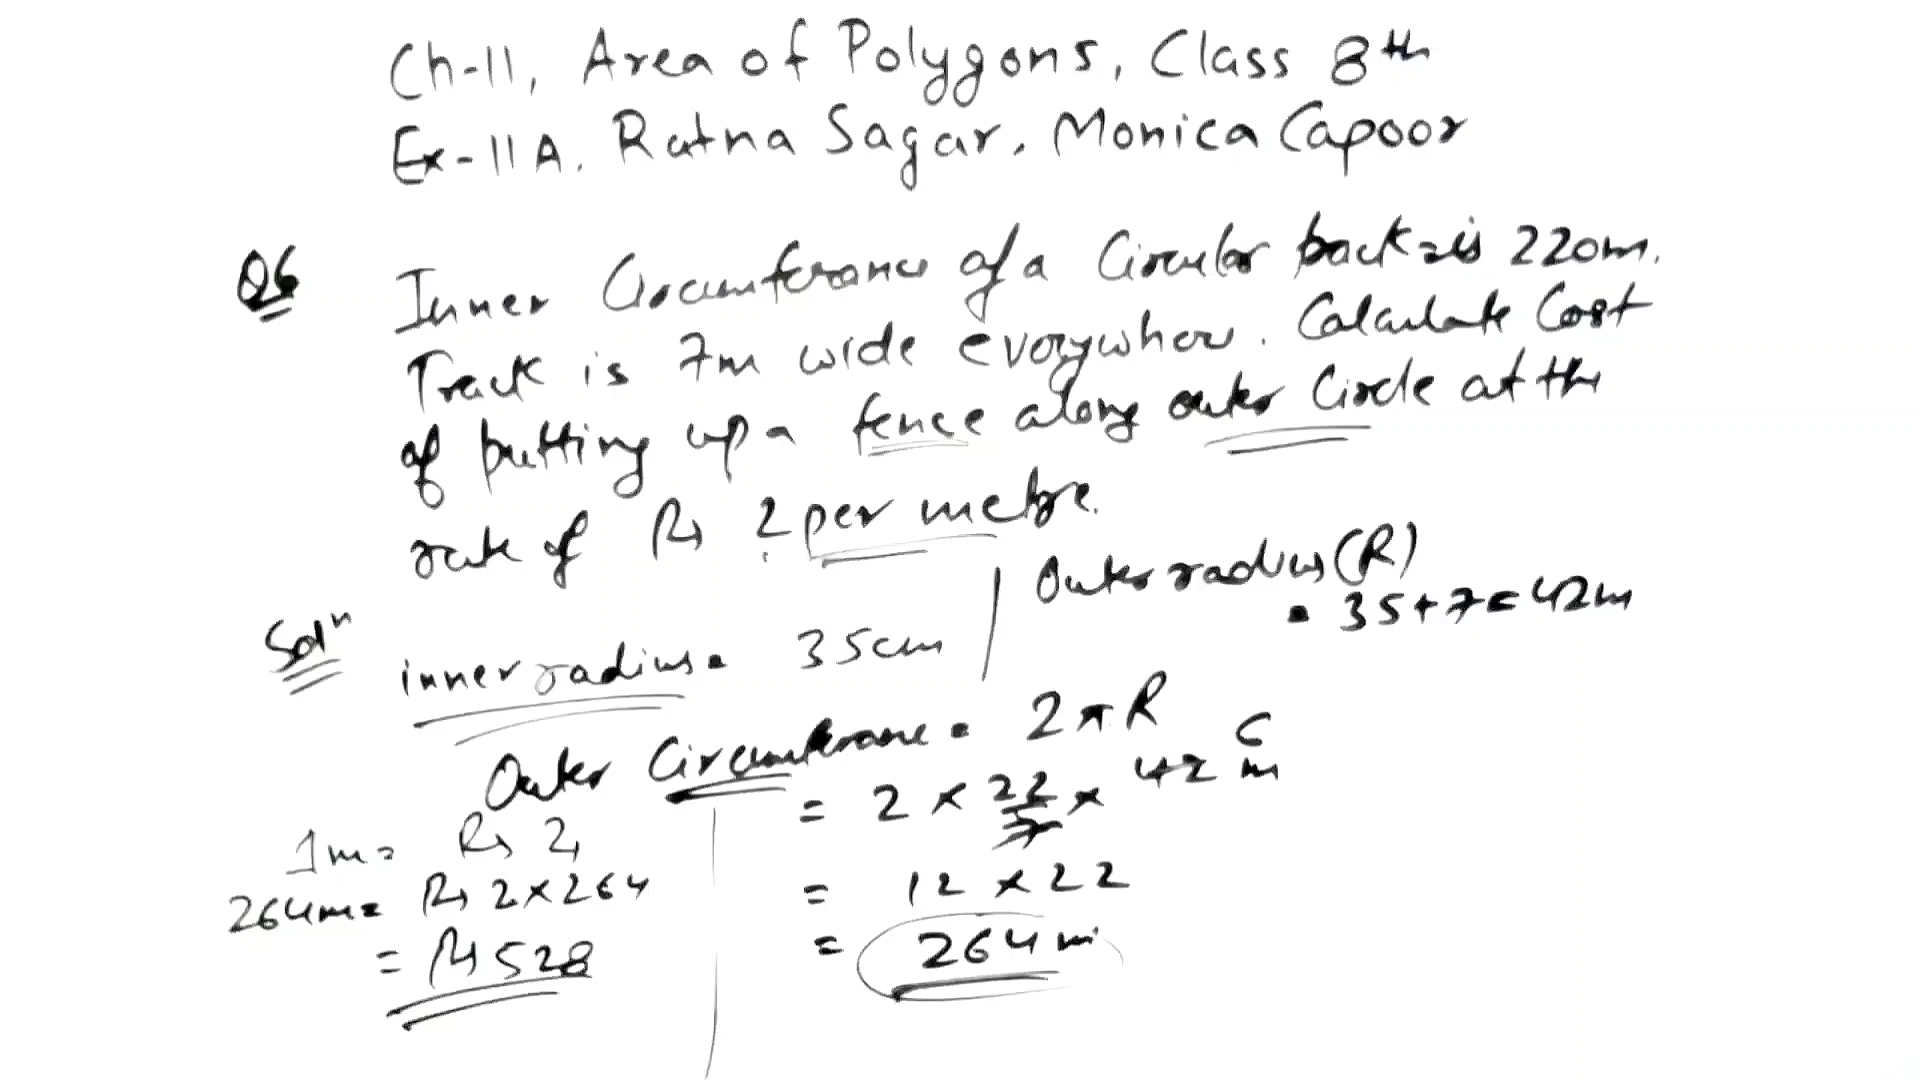 Ch-11, Area of Polygons, Class 8th
Ex-11A. Ratna Sagar, Monica Capoor
Q6 Inner Circumference of a Circular track is 220m.
Track is 7m wide everywhere. Calculate Cost
of putting up a fence along outer Circle at the
rate of Rs 2 per metre.
Soln inner radius = 35cm
Outer radius (R)
= 35+7 = 42m
Outer Circumference = 2πR
= 2 × 22/7 × 42 6 m
= 12 × 22
= 264m
1m = Rs 2
264m = Rs 2×264
= Rs 528